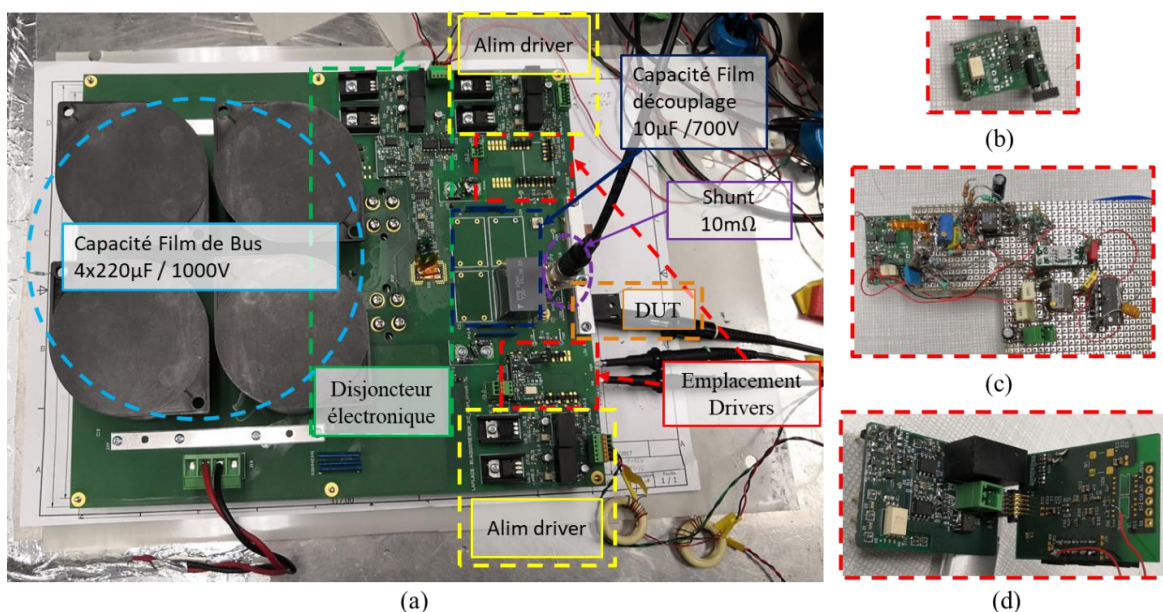 Alim driver
Capacité Film
découplage
10µF /700V
Shunt
10mΩ
Capacité Film de Bus
4x220µF / 1000V
DUT
Disjoncteur
électronique
Emplacement
Drivers
Alim driver
(a)
(b)
(c)
(d)